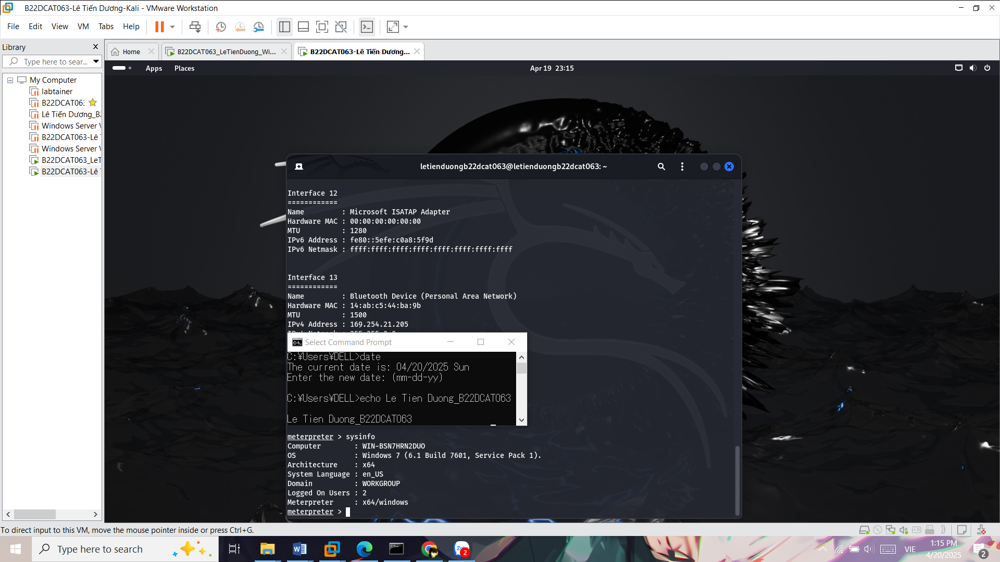 B22DCAT063-Lê Tiến Dương-Kali - VMware Workstation
File Edit View VM Tabs Help
Library
Type here to sear...
My Computer
labtainer
B22DCAT06
Lê Tiến Dương_B
Windows Server
B22DCAT063-Lê
Windows Server
B22DCAT063_LeT
B22DCAT063-Lê
Home
B22DCAT063_LeTienDuong_Wi...
B22DCAT063-Lê Tiến Dương...
Apps Places
Apr 19 23:15
letienduongb22dcat063@letienduongb22dcat063: ~
Interface 12
============
Name : Microsoft ISATAP Adapter
Hardware MAC : 00:00:00:00:00:00
MTU : 1280
IPv6 Address : fe80::5efe:c0a8:5f9d
IPv6 Netmask : ffff:ffff:ffff:ffff:ffff:ffff:ffff:ffff
Interface 13
============
Name : Bluetooth Device (Personal Area Network)
Hardware MAC : 14:ab:c5:44:ba:9b
MTU : 1500
IPv4 Address : 169.254.21.205
Select Command Prompt
C:¥Users¥DELL>date
The current date is: 04/20/2025 Sun
Enter the new date: (mm-dd-yy)
C:¥Users¥DELL>echo Le Tien Duong_B22DCAT063
Le Tien Duong_B22DCAT063
meterpreter > sysinfo
Computer : WIN-BSN7HRN2DUO
OS : Windows 7 (6.1 Build 7601, Service Pack 1).
Architecture : x64
System Language : en_US
Domain : WORKGROUP
Logged On Users : 2
Meterpreter : x64/windows
meterpreter >
To direct input to this VM, move the mouse pointer inside or press Ctrl+G.
Type here to search
2
VIE
1:15 PM
4/20/2025
2